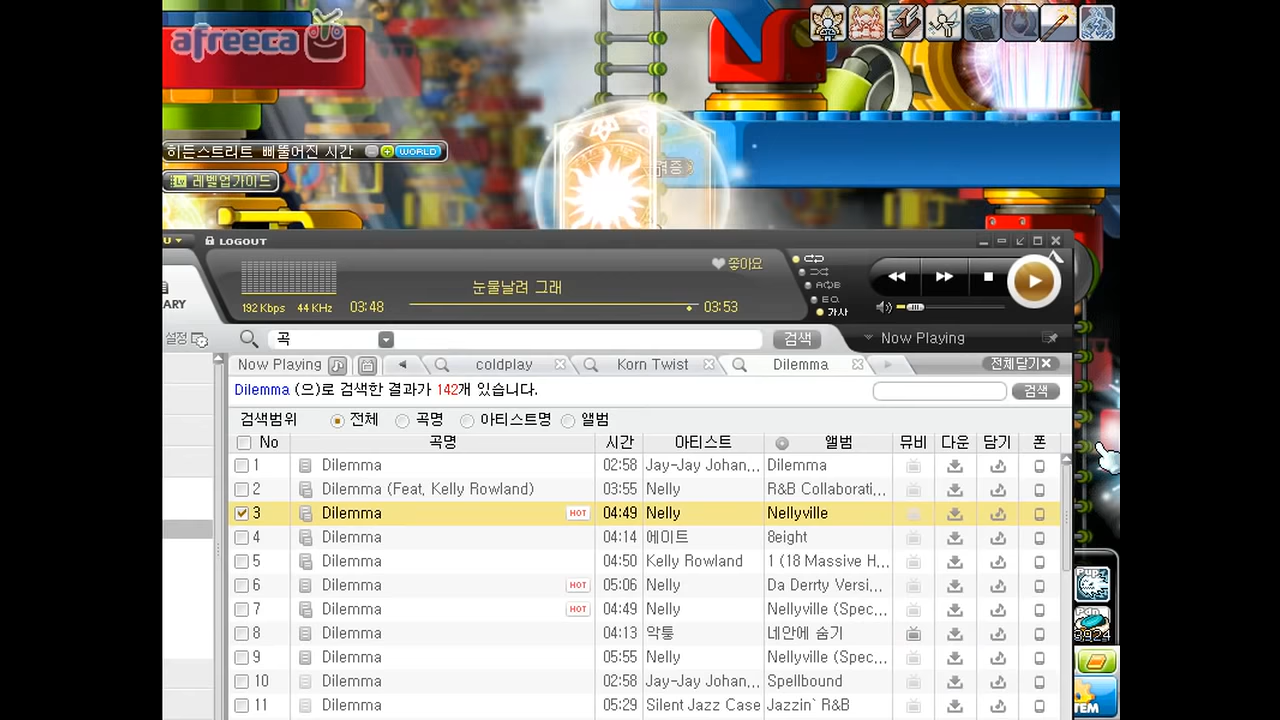 afreeca
히든스트리트 삐뚤어진 시간 WORLD
Lv 레벨업가이드
LOGOUT
좋아요
눈물날려 그래
192 Kbps 44 KHz 03:48 03:53
A B
E.Q.
가사
ARY
설정
곡 검색 Now Playing
Now Playing coldplay Korn Twist Dilemma 전체닫기
Dilemma (으)로 검색한 결과가 142개 있습니다. 검색
검색범위 전체 곡명 아티스트명 앨범
No 곡명 시간 아티스트 앨범 뮤비 다운 담기 폰
1 Dilemma 02:58 Jay-Jay Johan... Dilemma
2 Dilemma (Feat. Kelly Rowland) 03:55 Nelly R&B Collaborati...
3 Dilemma HOT 04:49 Nelly Nellyville
4 Dilemma 04:14 에이트 8eight
5 Dilemma 04:50 Kelly Rowland 1 (18 Massive H...
6 Dilemma HOT 05:06 Nelly Da Derrty Versi...
7 Dilemma HOT 04:49 Nelly Nellyville (Spec...
8 Dilemma 04:13 악퉁 네안에 숨기
9 Dilemma 05:55 Nelly Nellyville (Spec...
10 Dilemma 02:58 Jay-Jay Johan... Spellbound
11 Dilemma 05:29 Silent Jazz Case Jazzin` R&B
PgUp
PgDn
TEM